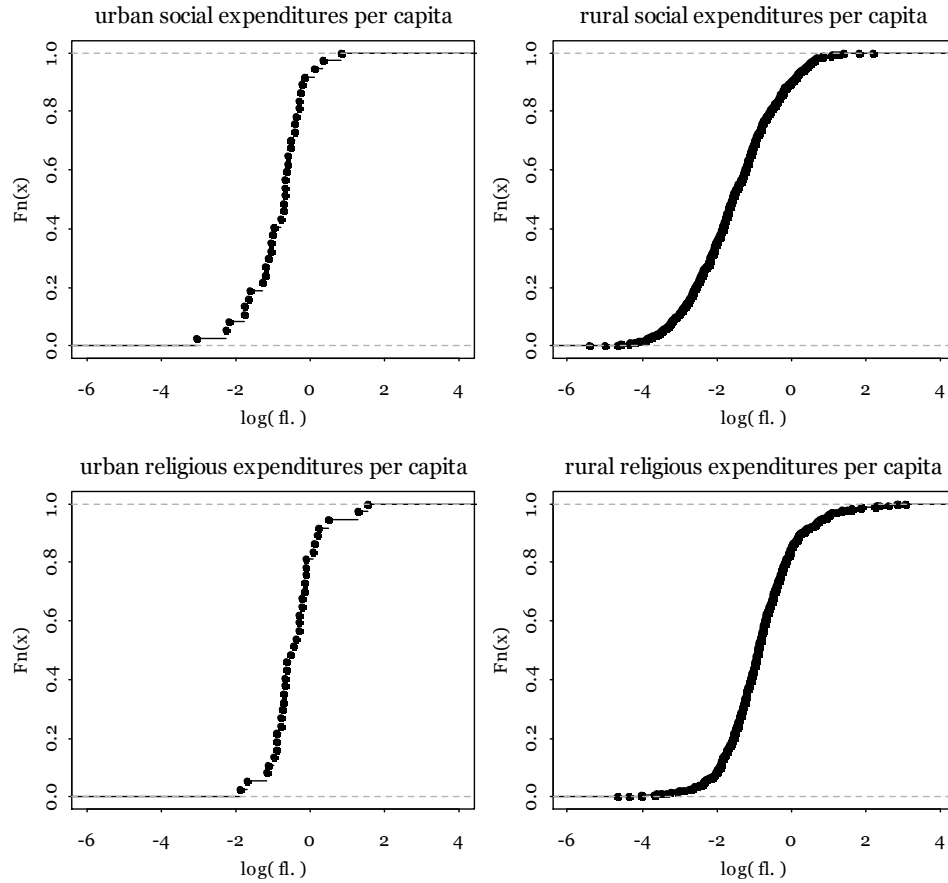 urban social expenditures per capita
Fn(x)
0.0 0.2 0.4 0.6 0.8 1.0
-6 -4 -2 0 2 4
log( fl. )
rural social expenditures per capita
Fn(x)
0.0 0.2 0.4 0.6 0.8 1.0
-6 -4 -2 0 2 4
log( fl. )
urban religious expenditures per capita
Fn(x)
0.0 0.2 0.4 0.6 0.8 1.0
-6 -4 -2 0 2 4
log( fl. )
rural religious expenditures per capita
Fn(x)
0.0 0.2 0.4 0.6 0.8 1.0
-6 -4 -2 0 2 4
log( fl. )